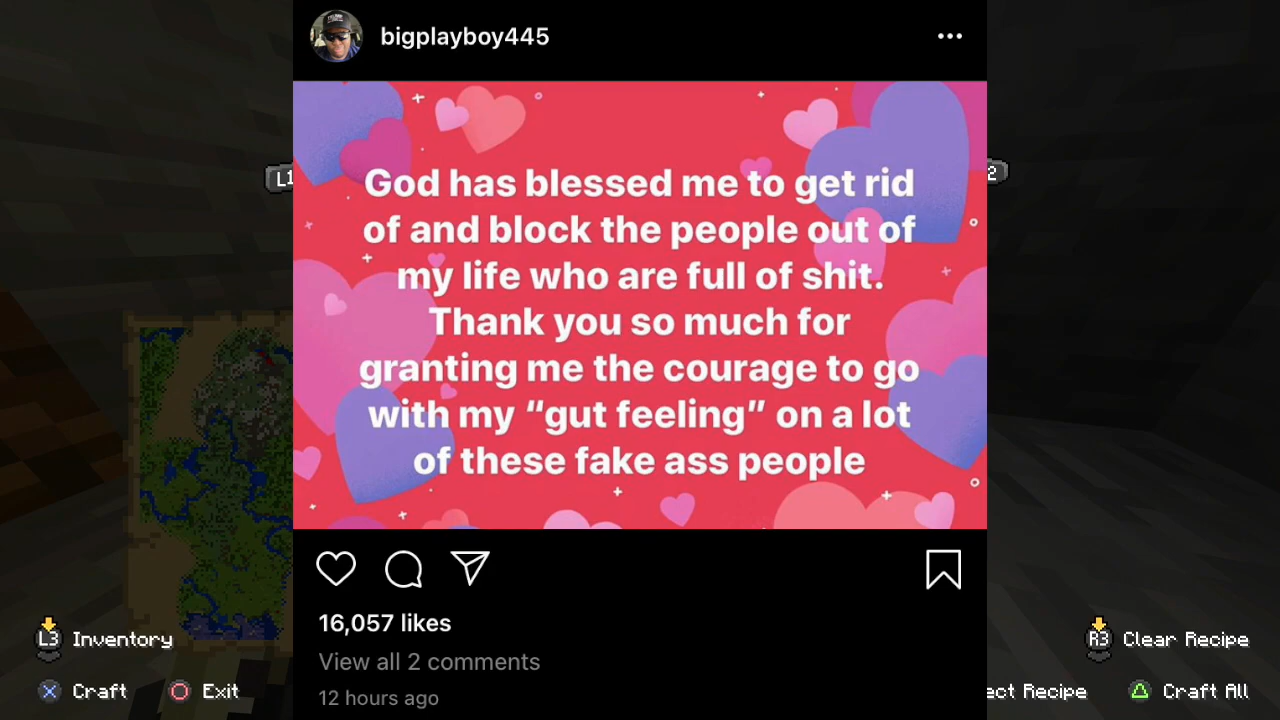 bigplayboy445
L1
2
God has blessed me to get rid
of and block the people out of
my life who are full of shit.
Thank you so much for
granting me the courage to go
with my “gut feeling” on a lot
of these fake ass people
16,057 likes
View all 2 comments
12 hours ago
L3 Inventory
R3 Clear Recipe
Craft
Exit
ect Recipe
Craft All